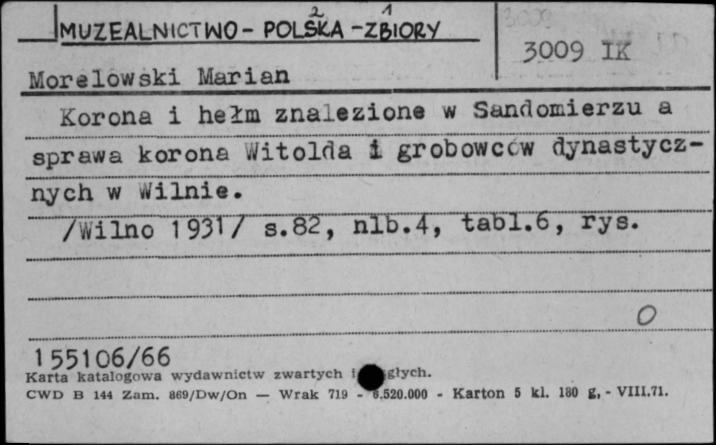 MUZEALNICTWO - POLSKA - ZBIORY
2 1
3009 IK
Morelowski Marian
Korona i hełm znalezione w Sandomierzu a
sprawa korona Witolda i grobowców dynastycz-
nych w Wilnie.
/Wilno 1931/ s.82, nlb.4, tabl.6, rys.
O
155106/66
Karta katalogowa wydawnictw zwartych
CWD B 144 Zam. 869/Dw/On — Wrak 719 - 6.520.000 - Karton 5 kl. 180 g, - VIII.71.